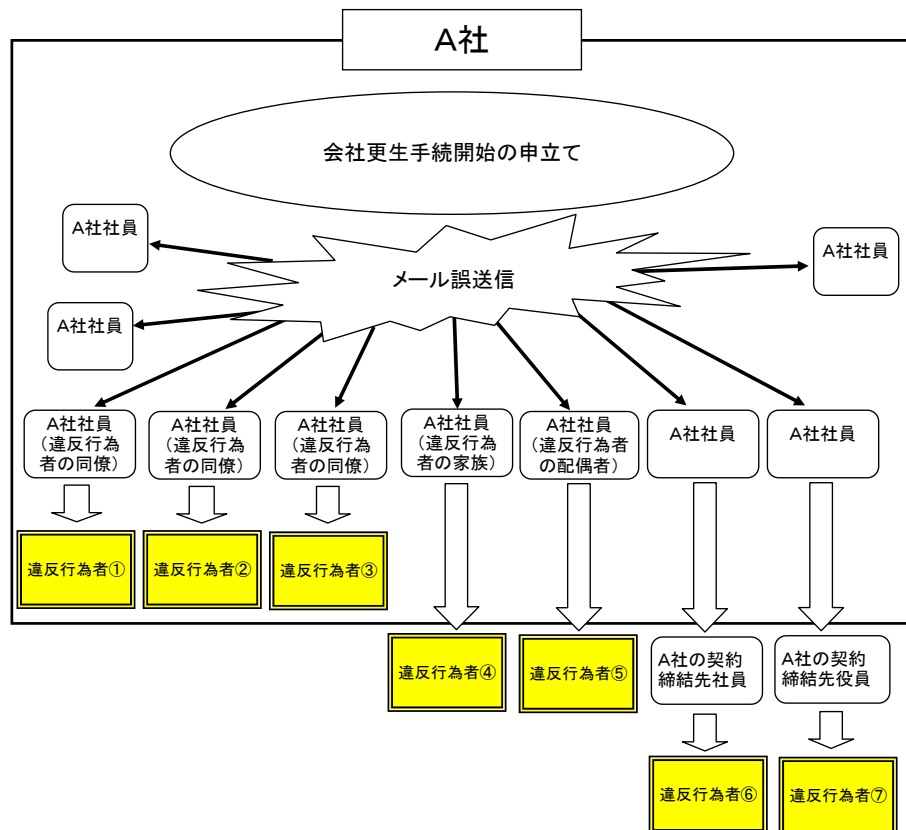 A社
会社更生手続開始の申立て
メール誤送信
A社社員
A社社員
A社社員
A社社員
(違反行為
者の同僚)
A社社員
(違反行為
者の同僚)
A社社員
(違反行為
者の同僚)
A社社員
(違反行為
者の家族)
A社社員
(違反行為者
の配偶者)
A社社員
A社社員
違反行為者①
違反行為者②
違反行為者③
違反行為者④
違反行為者⑤
A社の契約
締結先社員
A社の契約
締結先役員
違反行為者⑥
違反行為者⑦